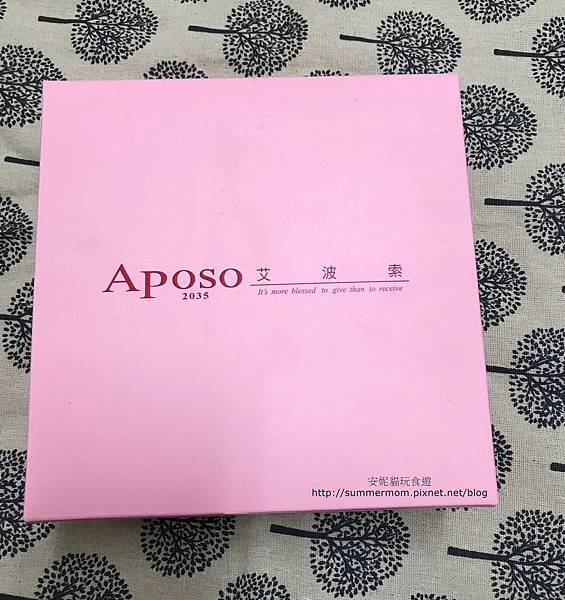 APOSO 艾波索
2035 It's more blessed to give than to receive
安妮貓玩食遊
http://summermom.pixnet.net/blog